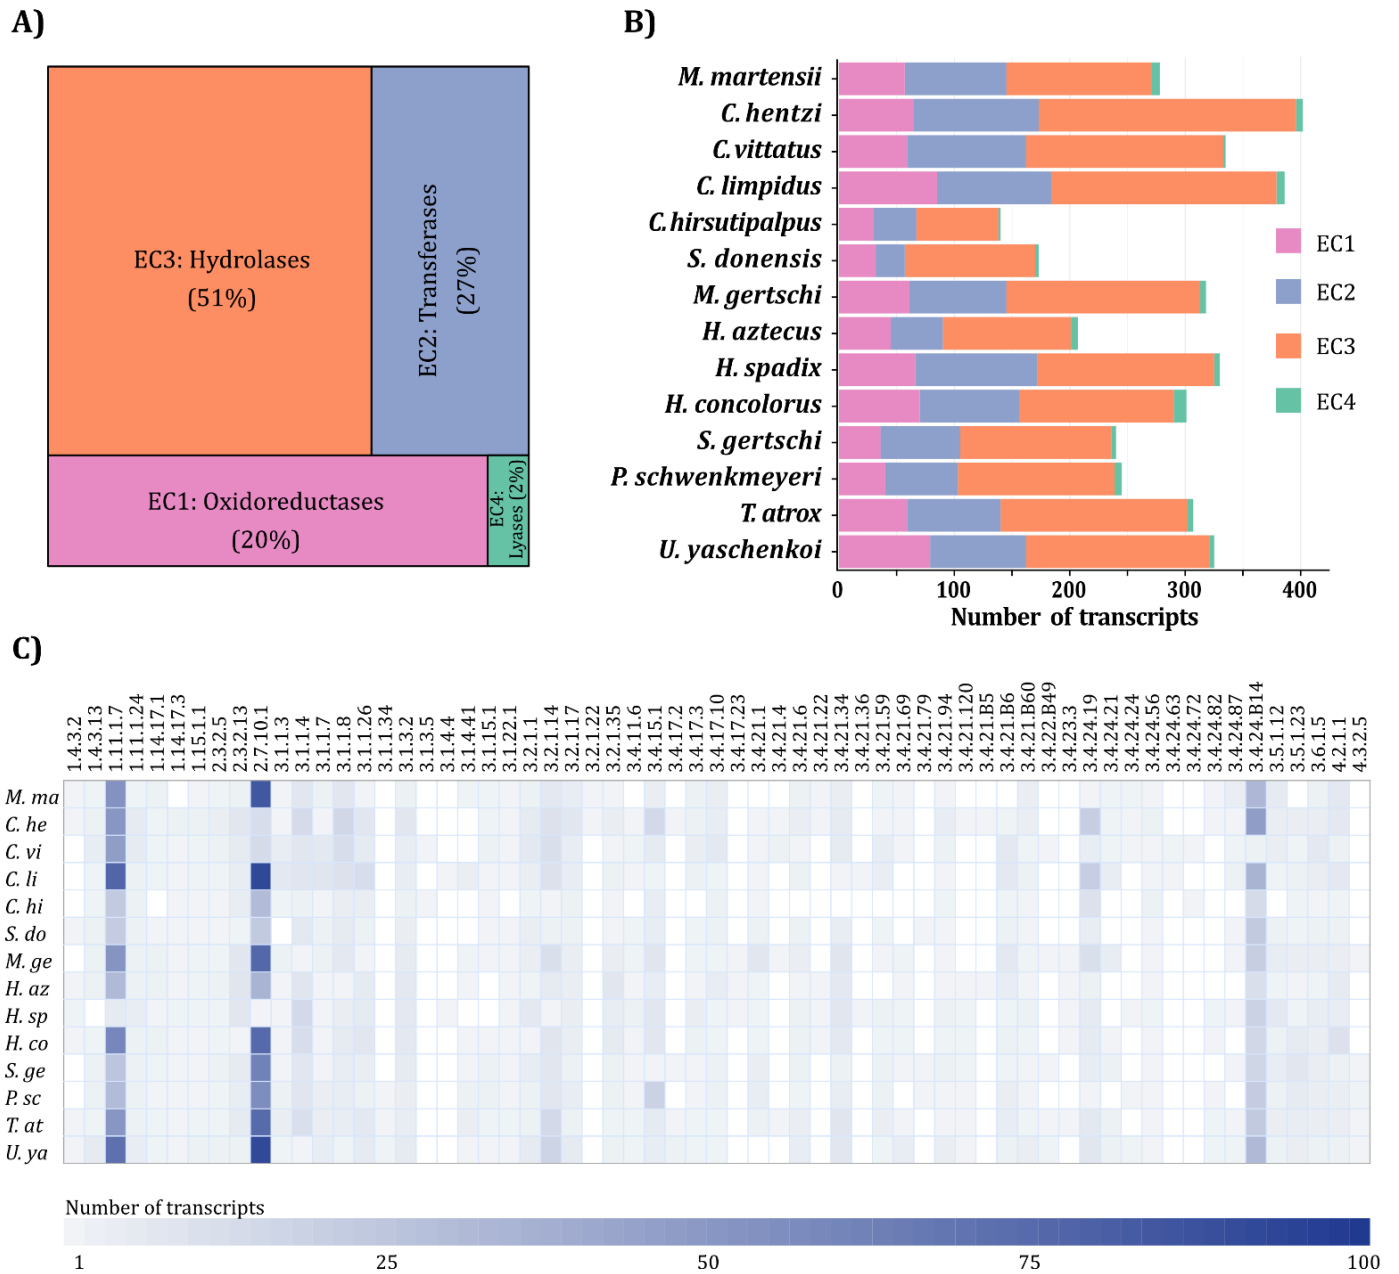 A)
EC3: Hydrolases
(51%)
EC2: Transferases
(27%)
EC1: Oxidoreductases
(20%)
EC4:
Lyases (2%)
B)
M. martensii
C. hentzi
C. vittatus
C. limpidus
C. hirsutipalpus
S. donensis
M. gertschi
H. aztecus
H. spadix
H. concolorus
S. gertschi
P. schwenkmeyeri
T. atrox
U. yaschenkoi
0 100 200 300 400
Number of transcripts
EC1
EC2
EC3
EC4
C)
1.4.3.2
1.4.3.13
1.11.1.7
1.11.1.24
1.14.17.1
1.14.17.3
1.15.1.1
2.3.2.5
2.3.2.13
2.7.10.1
3.1.1.3
3.1.1.4
3.1.1.7
3.1.1.8
3.1.1.26
3.1.1.34
3.1.3.2
3.1.3.5
3.1.4.4
3.1.4.41
3.1.15.1
3.1.22.1
3.2.1.1
3.2.1.14
3.2.1.17
3.2.1.22
3.2.1.35
3.4.11.6
3.4.15.1
3.4.17.2
3.4.17.3
3.4.17.10
3.4.17.23
3.4.21.1
3.4.21.4
3.4.21.6
3.4.21.22
3.4.21.34
3.4.21.36
3.4.21.59
3.4.21.69
3.4.21.79
3.4.21.94
3.4.21.120
3.4.21.B5
3.4.21.B6
3.4.21.B60
3.4.22.B49
3.4.23.3
3.4.24.19
3.4.24.21
3.4.24.24
3.4.24.56
3.4.24.63
3.4.24.72
3.4.24.82
3.4.24.87
3.4.24.B14
3.5.1.12
3.5.1.23
3.6.1.5
4.2.1.1
4.3.2.5
M. ma
C. he
C. vi
C. li
C. hi
S. do
M. ge
H. az
H. sp
H. co
S. ge
P. sc
T. at
U. ya
Number of transcripts
1 25 50 75 100